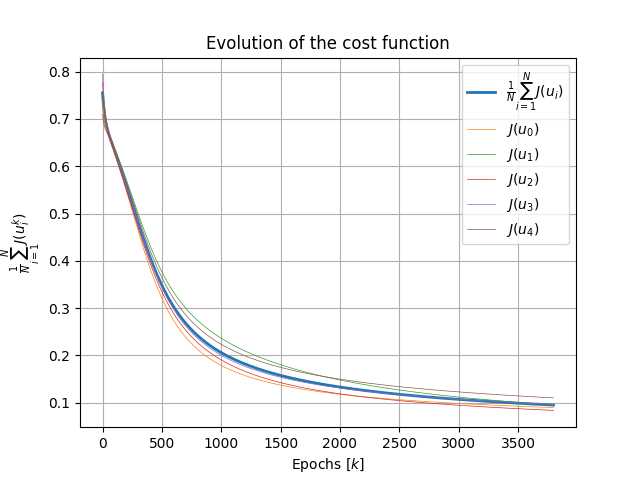 Evolution of the cost function
0.8
0.7
0.6
0.5
0.4
0.3
0.2
0.1
0 500 1000 1500 2000 2500 3000 3500
Epochs [k]
1/N ∑_{i=1}^{N} J(u_i^k)
1/N ∑_{i=1}^{N} J(u_i)
J(u_0)
J(u_1)
J(u_2)
J(u_3)
J(u_4)